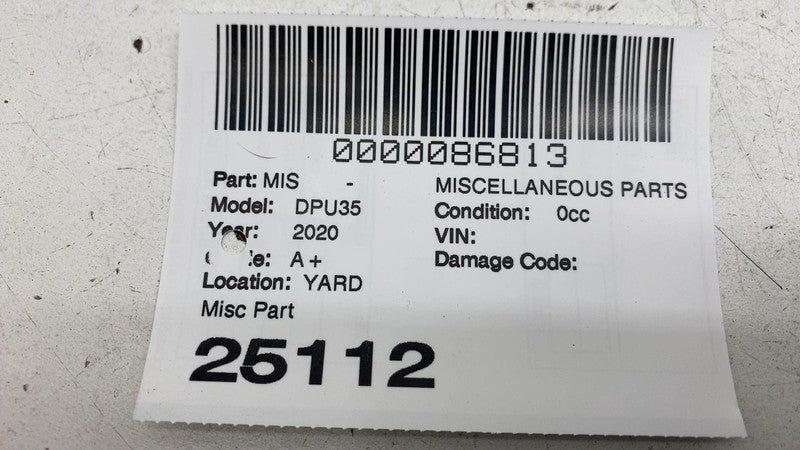 0000086813
Part: MIS - MISCELLANEOUS PARTS
Model: DPU35 Condition: 0cc
Year: 2020 VIN:
A+ Damage Code:
Location: YARD
Misc Part
25112